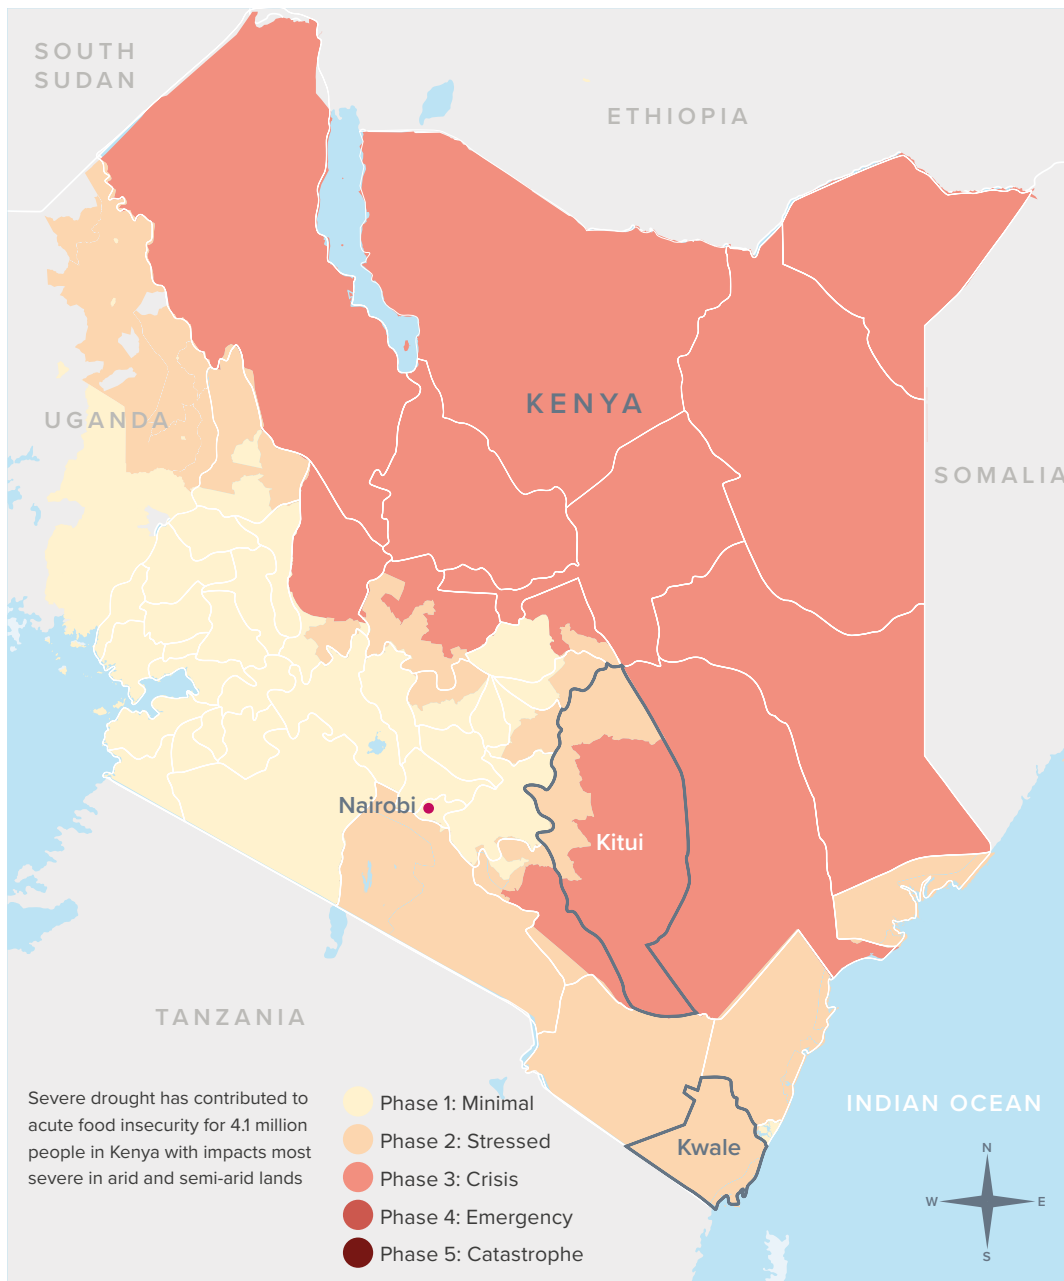 SOUTH
SUDAN
ETHIOPIA
KENYA
UGANDA
SOMALIA
Nairobi
Kitui
TANZANIA
Severe drought has contributed to
acute food insecurity for 4.1 million
people in Kenya with impacts most
severe in arid and semi-arid lands
Phase 1: Minimal
Phase 2: Stressed
Phase 3: Crisis
Phase 4: Emergency
Phase 5: Catastrophe
Kwale
INDIAN OCEAN
N
W
E
S